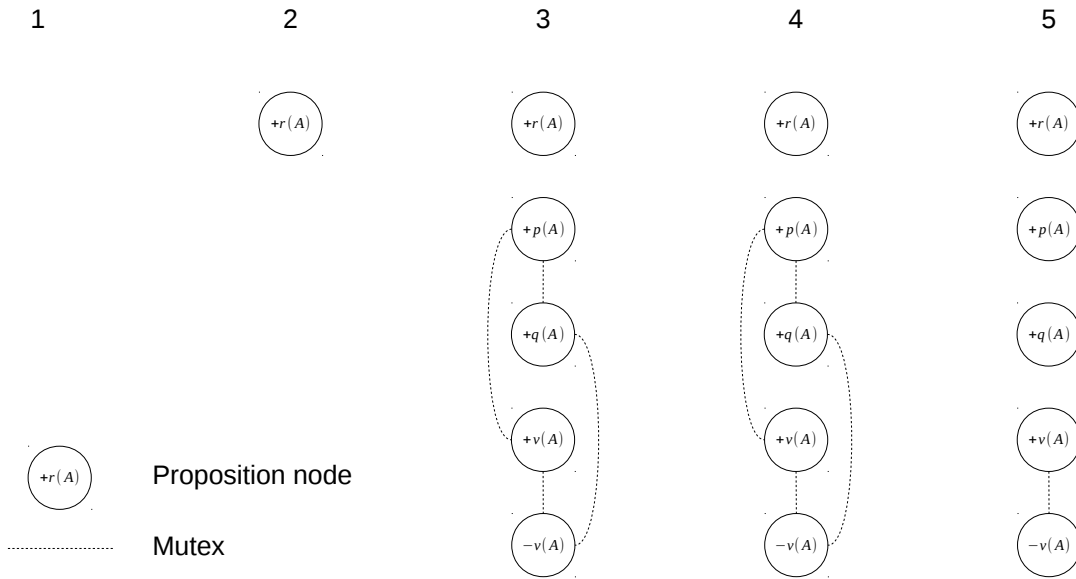 1 2 3 4 5
+r(A) +r(A) +r(A) +r(A)
+p(A) +p(A) +p(A)
+q(A) +q(A) +q(A)
+v(A) +v(A) +v(A)
+r(A) Proposition node
−v(A) −v(A) −v(A)
Mutex